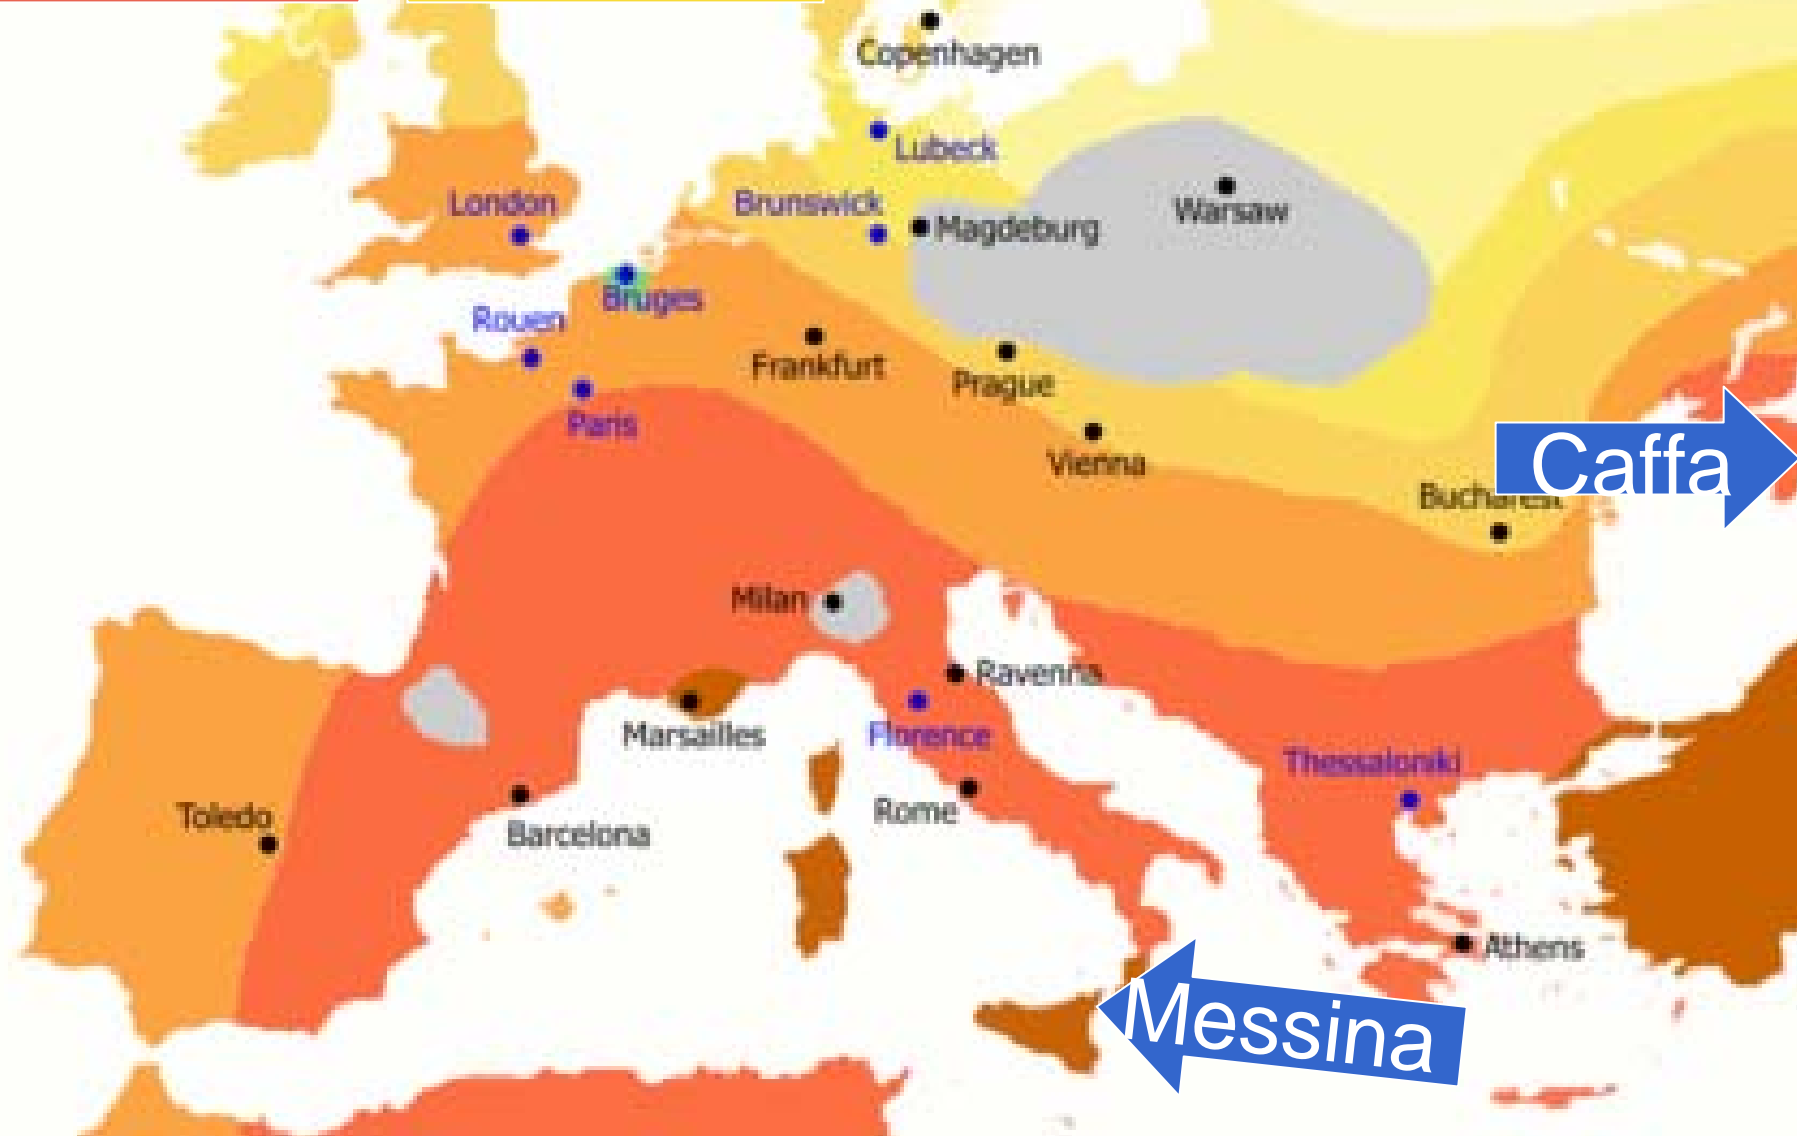 Copenhagen
Lubeck
London
Brunswick
Magdeburg
Warsaw
Bruges
Rouen
Frankfurt
Prague
Paris
Vienna
Caffa
Bucharest
Milan
Ravenna
Marsailles
Florence
Thessaloniki
Toledo
Rome
Barcelona
Athens
Messina